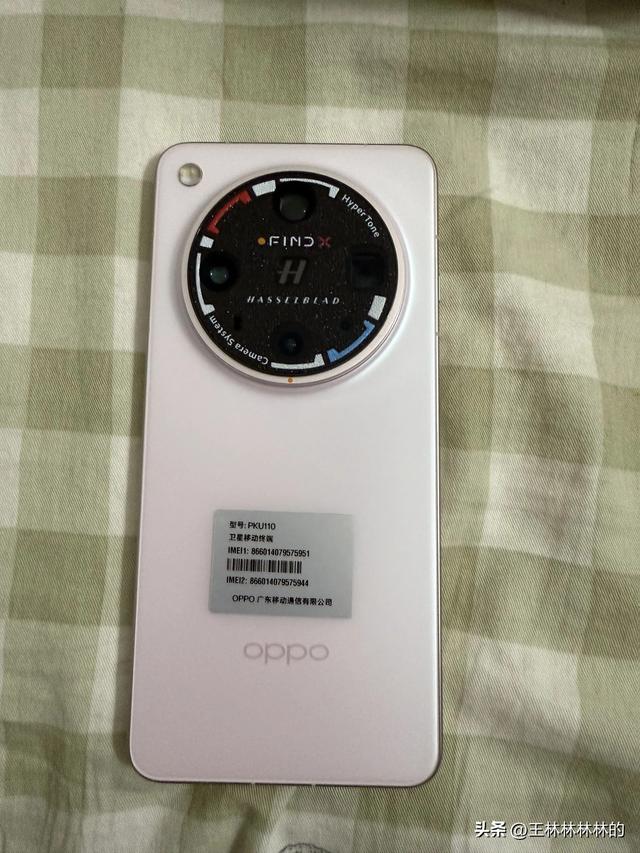 HyperTone
FIND X
H
HASSELBLAD
Camera System
型号: PKU110
卫星移动终端
IMEI1: 866014079575951
IMEI2: 866014079575944
OPPO 广东移动通信有限公司
oppo
头条 @王林林林林的